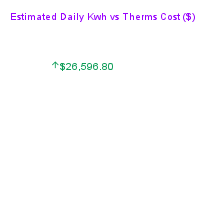 Estimated Daily Kwh vs Therms Cost ($)
↑$26,596.80